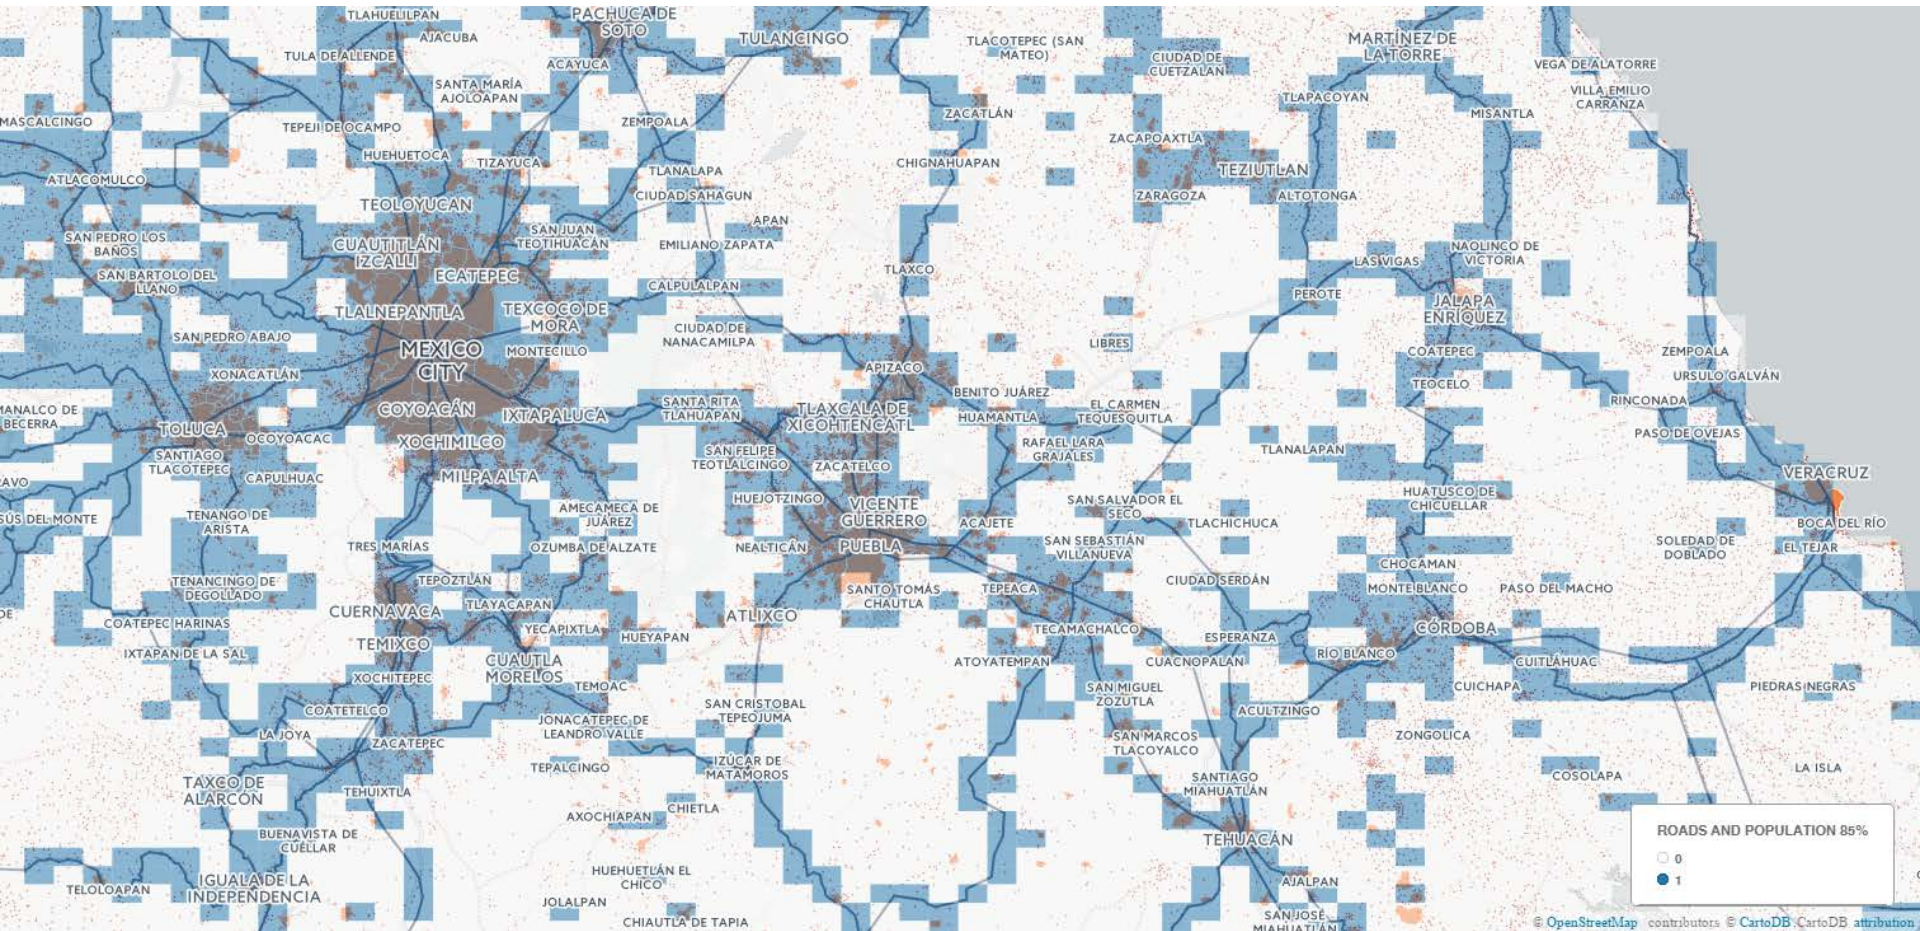 TLAHUELILPAN
PACHUCA DE
SOTO
AJACUBA
TULANCINGO
TLACOTEPEC (SAN
MATEO)
MARTÍNEZ DE
LA TORRE
TULA DE ALLENDE
ACAYUCA
CIUDAD DE
CUETZALAN
VEGA DE ALATORRE
SANTA MARÍA
AJOLOAPAN
TLAPACOYAN
VILLA EMILIO
CARRANZA
MASCALCINGO
TEPEJI DE OCAMPO
ZEMPOALA
ZACATLÁN
MISANTLA
ZACAPOAXTLA
HUEHUETOCA
TIZAYUCA
CHIGNAHUAPAN
TLANALAPA
TEZIUTLAN
ATLACOMULCO
CIUDAD SAHAGUN
ZARAGOZA
ALTOTONGA
TEOLOYUCAN
APAN
SAN PEDRO LOS
BAÑOS
CUAUTITLÁN
IZCALLI
SAN JUAN
TEOTIHUACÁN
EMILIANO ZAPATA
NAOLINCO DE
VICTORIA
SAN BARTOLO DEL
LLANO
ECATEPEC
TLAXCO
LAS VIGAS
CALPULALPAN
PEROTE
TLALNEPANTLA
TEXCOCO DE
MORA
JALAPA
ENRÍQUEZ
SAN PEDRO ABAJO
CIUDAD DE
NANACAMILPA
LIBRES
MEXICO
CITY
MONTECILLO
COATEPEC
ZEMPOALA
XONACATLÁN
APIZACO
TEOCELO
URSULO GALVÁN
MANALCO DE
BECERRA
COYOACÁN
IXTAPALUCA
SANTA RITA
TLAHUAPAN
TLAXCALA DE
XICOHTENCATL
BENITO JUÁREZ
HUAMANTLA
EL CARMEN
TEQUESQUITLA
RINCONADA
TOLUCA
OCOYOACAC
XOCHIMILCO
PASO DE OVEJAS
SANTIAGO
TLACOTEPEC
SAN FELIPE
TEOTLALCINGO
RAFAEL LARA
GRAJALES
TLANALAPÁN
CAPULHUAC
MILPA ALTA
ZACATELCO
VERACRUZ
RAVO
HUEJOTZINGO
HUATUSCO DE
CHICUELLAR
SÚS DEL MONTE
TENANGO DE
ARISTA
AMECAMECA DE
JUÁREZ
VICENTE
GUERRERO
ACAJETE
SAN SALVADOR EL
SECO
TLACHICHUCA
BOCA DEL RÍO
TRES MARÍAS
OZUMBA DE ALZATE
NEALTICÁN
PUEBLA
SAN SEBASTIÁN
VILLANUEVA
SOLEDAD DE
DOBLADO
EL TEJAR
CHOCAMAN
TENANCINGO DE
DEGOLLADO
TEPOZTLÁN
SANTO TOMÁS
CHAUTLA
TEPEACA
CIUDAD SERDÁN
MONTE BLANCO
PASO DEL MACHO
DE
CUERNAVACA
TLAYACAPAN
ATLIXCO
COATEPEC HARINAS
YECAPIXTLA
HUEYAPAN
TECAMACHALCO
ESPERANZA
CÓRDOBA
TEMIXCO
IXTAPAN DE LA SAL
CUAUTLA
MORELOS
ATOYATEMPAN
CUACNOPALAN
RÍO BLANCO
CUITLÁHUAC
XOCHITEPEC
TEMOAC
SAN MIGUEL
ZOZUTLA
CUICHAPA
PIEDRAS NEGRAS
COATETELCO
SAN CRISTOBAL
TEPEOJUMA
ACULTZINGO
JONACATEPEC DE
LEANDRO VALLE
LA JOYA
ZACATEPEC
SAN MARCOS
TLACOYALCO
ZONGOLICA
TEPALCINGO
IZÚCAR DE
MATAMOROS
COSOLAPA
LA ISLA
TAXCO DE
ALARCÓN
TEHUIXTLA
SANTIAGO
MIAHUATLÁN
AXOCHIAPAN
CHIETLA
BUENAVISTA DE
CUÉLLAR
TEHUACÁN
ROADS AND POPULATION 85%
0
1
TELOLOAPAN
IGUALA DE LA
INDEPENDENCIA
HUEHUETLÁN EL
CHICO
AJALPAN
JOLALPAN
CHIAUTLA DE TAPIA
SAN JOSÉ
MIAHUATLÁN
© OpenStreetMap contributors © CartoDB, CartoDB attribution